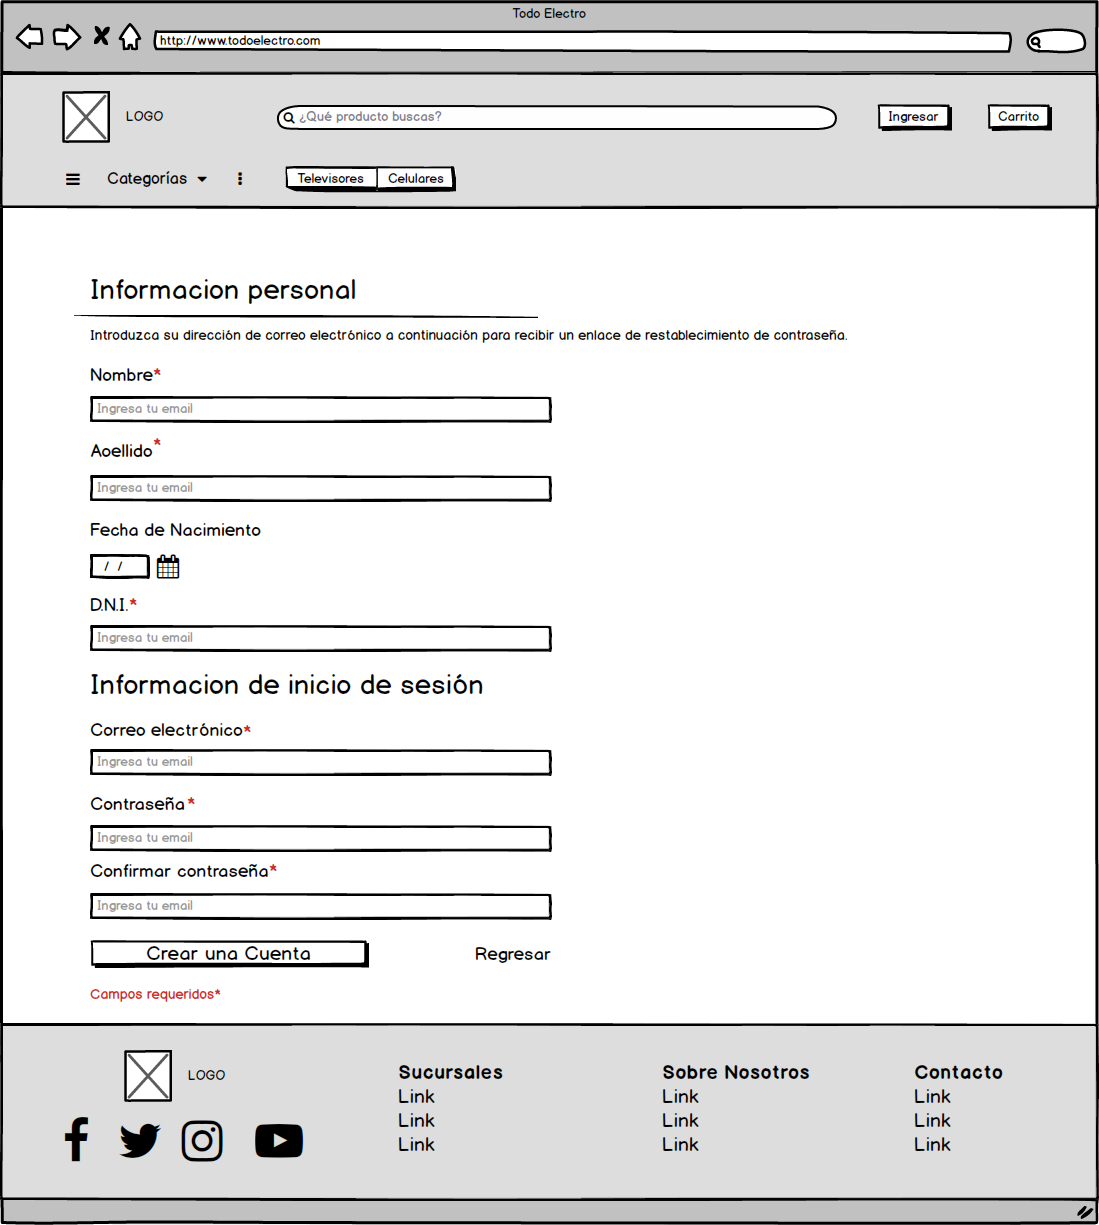 Todo Electro
http://www.todoelectro.com
LOGO
¿Qué producto buscas?
Ingresar
Carrito
Categorías
Televisores
Celulares
Informacion personal
Introduzca su dirección de correo electrónico a continuación para recibir un enlace de restablecimiento de contraseña.
Nombre*
Ingresa tu email
Aoellido*
Ingresa tu email
Fecha de Nacimiento
/ /
D.N.I.*
Ingresa tu email
Informacion de inicio de sesión
Correo electrónico*
Ingresa tu email
Contraseña*
Ingresa tu email
Confirmar contraseña*
Ingresa tu email
Crear una Cuenta
Regresar
Campos requeridos*
LOGO
Sucursales
Link
Link
Link
Sobre Nosotros
Link
Link
Link
Contacto
Link
Link
Link